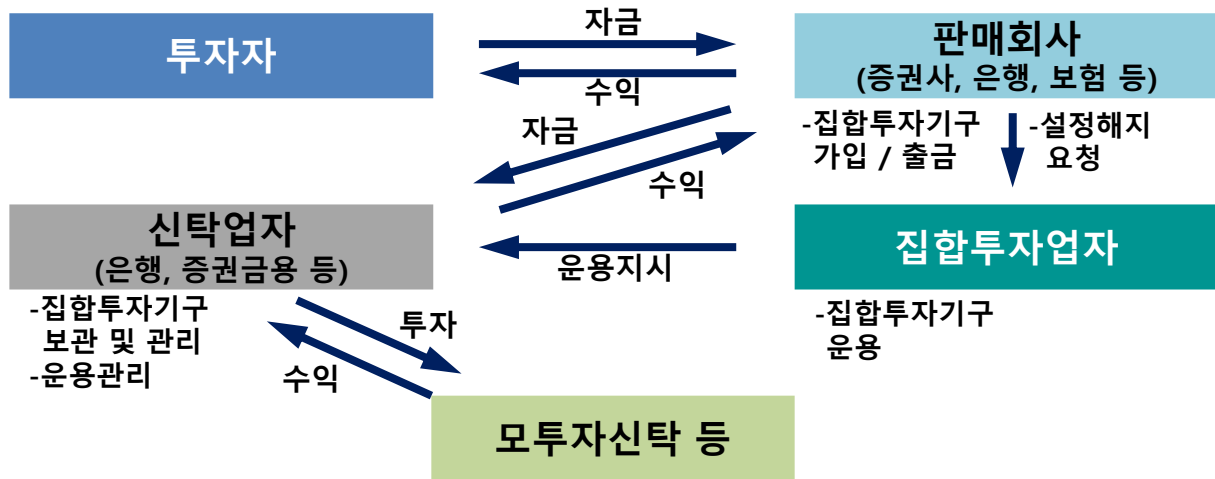 투자자
자금
수익
판매회사
(증권사, 은행, 보험 등)
자금
수익
-집합투자기구
가입 / 출금
-설정해지
요청
신탁업자
(은행, 증권금용 등)
운용지시
집합투자업자
-집합투자기구
보관 및 관리
-운용관리
투자
수익
-집합투자기구
운용
모투자신탁 등